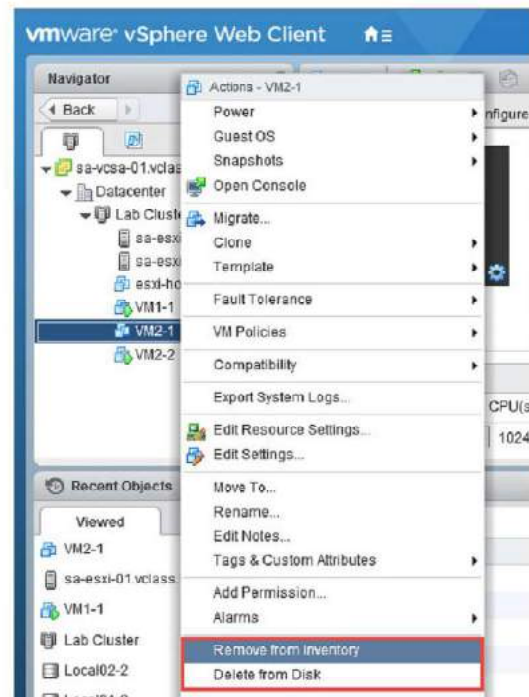 vmware® vSphere Web Client
Navigator
Back
Actions - VM2-1
Power
Guest OS
Snapshots
Open Console
Migrate...
Clone
Template
Fault Tolerance
VM Policies
Compatibility
Export System Logs...
Edit Resource Settings...
Edit Settings...
Move To...
Rename...
Edit Notes...
Tags & Custom Attributes
Add Permission...
Alarms
Remove from Inventory
Delete from Disk
sa-vcsa-01.vclas
Datacenter
Lab Cluste
sa-esxi
sa-esxi
esxi-ho
VM1-1
VM2-1
VM2-2
nfigure
CPU(s
1024
Recent Objects
Viewed
VM2-1
sa-esxi-01.vclass.
VM1-1
Lab Cluster
Local02-2